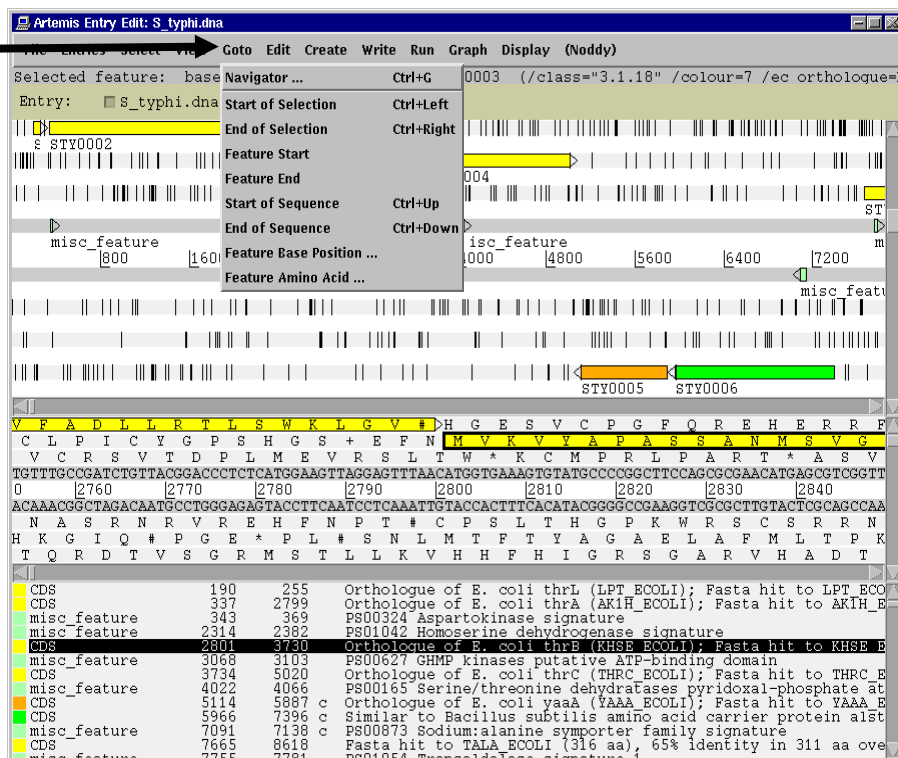 Artemis Entry Edit: S_typhi.dna
Goto Edit Create Write Run Graph Display (Noddy)
Selected feature: base 0003 (/class="3.1.18" /colour=7 /ec orthologue=
Navigator ... Ctrl+G
Entry: S_typhi.dna
Start of Selection Ctrl+Left
End of Selection Ctrl+Right
Feature Start
Feature End
Start of Sequence Ctrl+Up
End of Sequence Ctrl+Down
Feature Base Position ...
Feature Amino Acid ...
S STY0002
004
ST
misc_feature isc_feature m
800 1600 4000 4800 5600 6400 7200
misc_featu
STY0005 STY0006
V F A D L L R T L S W K L G V # H G E S V C P G F Q R E H E R R F
C L P I C Y G P S H G S + E F N M V K V Y A P A S S A N M S V G
V C R S V T D P L M E V R S L T W * K C M P R L P A R T * A S V
TGTTTGCCGATCTGTTACGGACCCTCTCATGGAAGTTAGGAGTTTAACATGGTGAAAGTGTATGCCCCGGCTTCCAGCGCGAACATGAGCGTCGGTT
0 2760 2770 2780 2790 2800 2810 2820 2830 2840
ACAAACGGCTAGACAATGCCTGGGAGAGTACCTTCAATCCTCAAATTGTACCACTTTCACATACGGGGCCGAAGGTCGCGCTTGTACTCGCAGCCAA
N A S R N R V R E H F N P T # C P S L T H G P K W R S C S R R N
H K G I Q # P G E * P L # S N L M T F T Y A G A E L A F M L T P K
T Q R D T V S G R M S T L L K V H H F H I G R S G A R V H A D T
CDS 190 255 Orthologue of E. coli thrL (LPT_ECOLI); Fasta hit to LPT_ECO
CDS 337 2799 Orthologue of E. coli thrA (AK1H_ECOLI); Fasta hit to AK1H_E
misc_feature 343 369 PS00324 Aspartokinase signature
misc_feature 2314 2382 PS01042 Homoserine dehydrogenase signature
CDS 2801 3730 Orthologue of E. coli thrB (KHSE_ECOLI); Fasta hit to KHSE_E
misc_feature 3068 3103 PS00627 GHMP kinases putative ATP-binding domain
CDS 3734 5020 Orthologue of E. coli thrC (THRC_ECOLI); Fasta hit to THRC_E
misc_feature 4022 4066 PS00165 Serine/threonine dehydratases pyridoxal-phosphate at
CDS 5114 5887 c Orthologue of E. coli yaaA (YAAA_ECOLI); Fasta hit to YAAA_E
CDS 5966 7396 c Similar to Bacillus subtilis amino acid carrier protein alst
misc_feature 7091 7138 c PS00873 Sodium:alanine symporter family signature
CDS 7665 8618 Fasta hit to TALA_ECOLI (316 aa), 65% identity in 311 aa ove
misc_feature 7755 7781 PS01054 Transaldolase signature 1